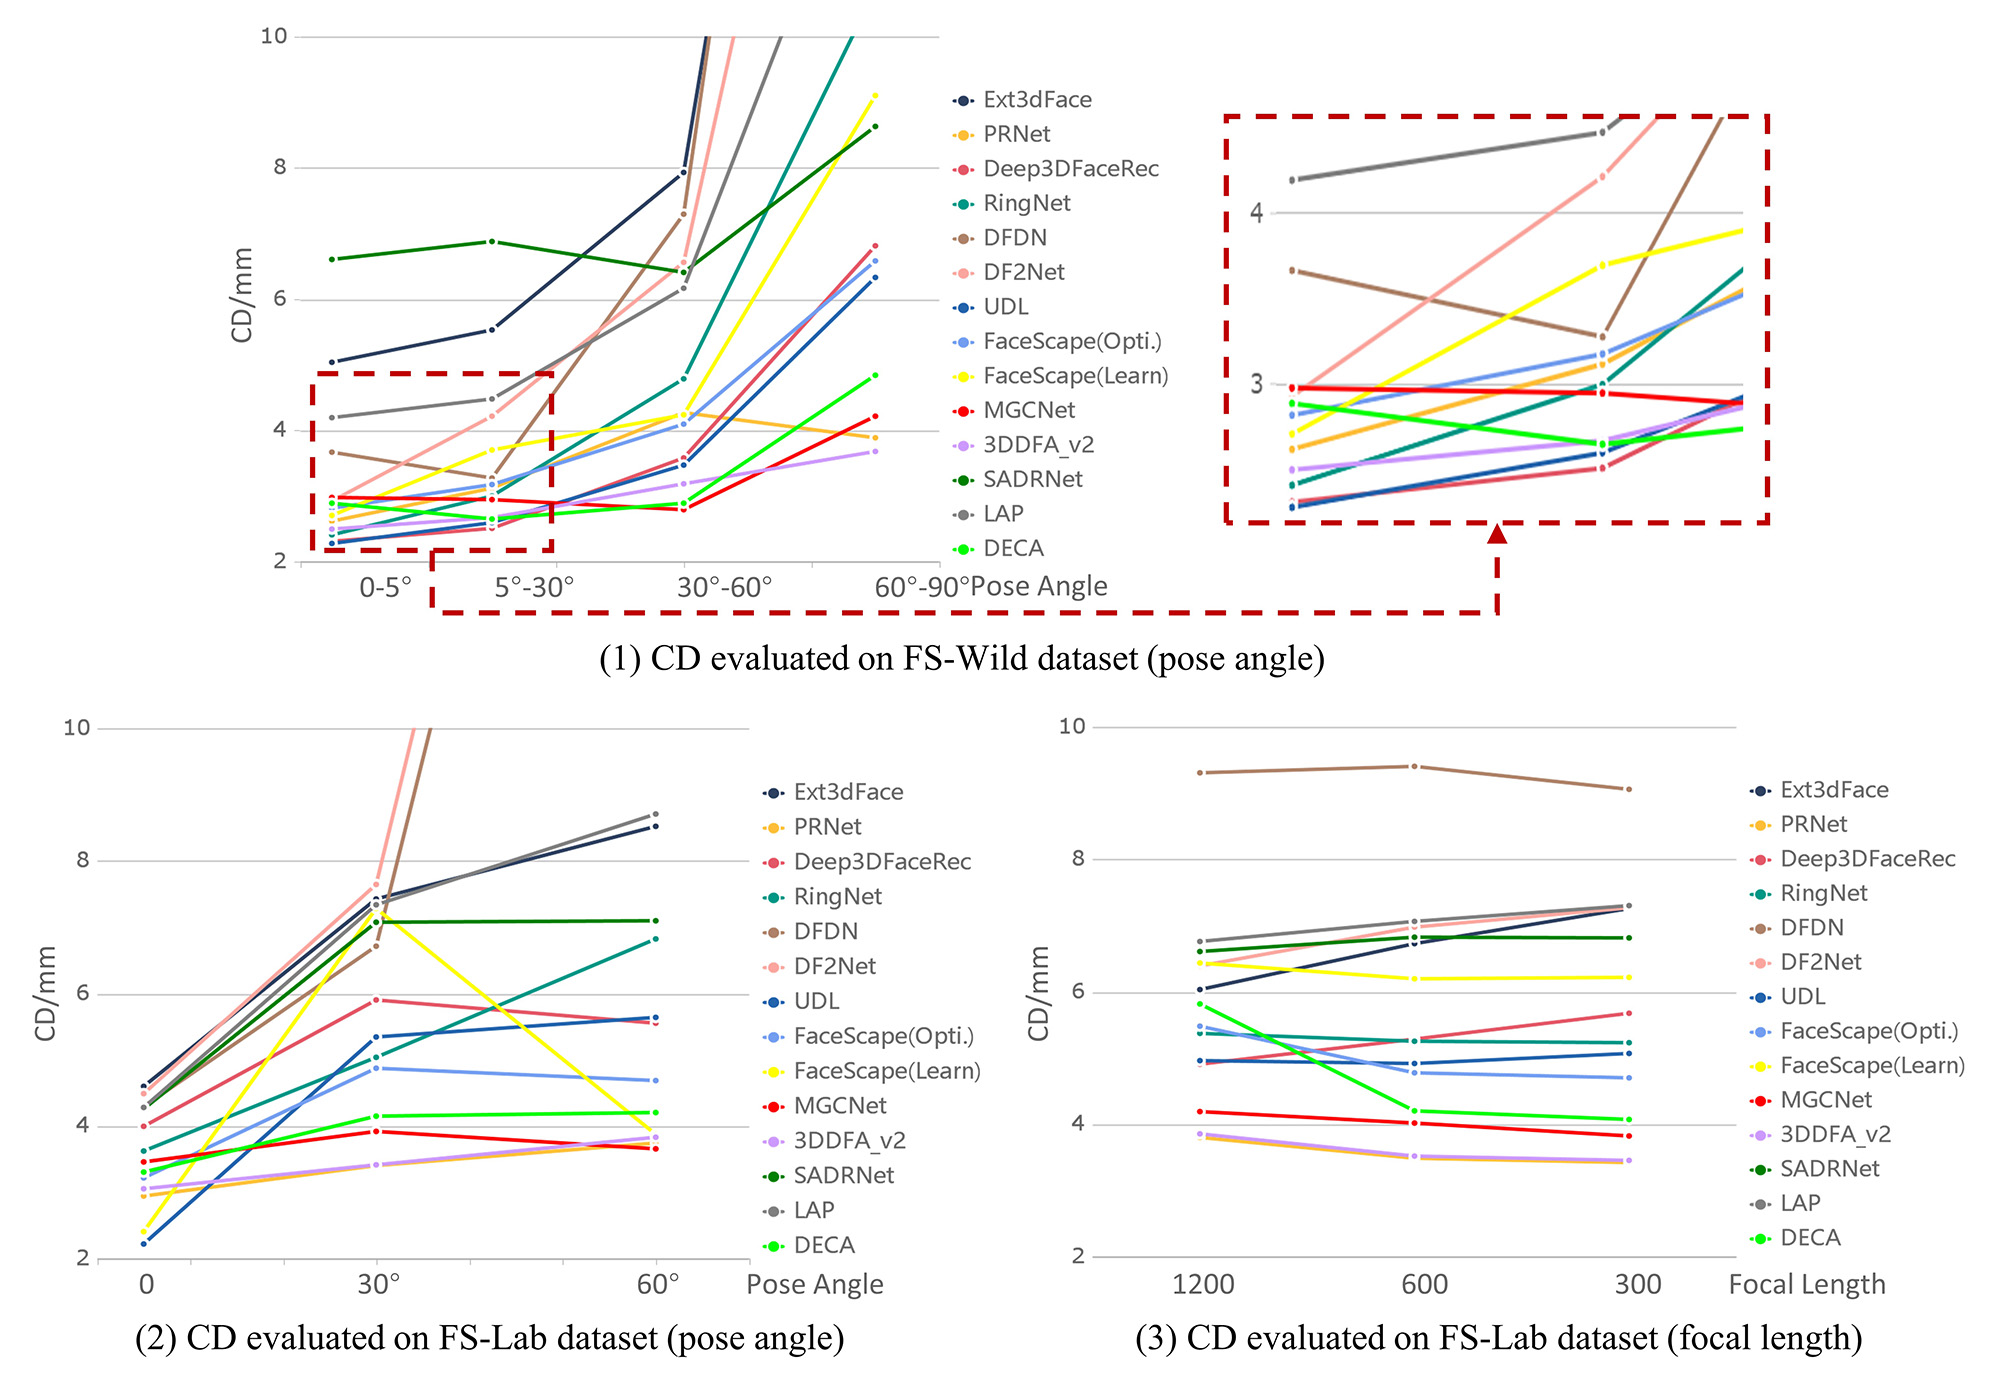 10
8
6
4
2
CD/mm
0-5°
5°-30°
30°-60°
60°-90°
Pose Angle
Ext3dFace
PRNet
Deep3DFaceRec
RingNet
DFDN
DF2Net
UDL
FaceScape(Opti.)
FaceScape(Learn)
MGCNet
3DDFA_v2
SADRNet
LAP
DECA
4
3
(1) CD evaluated on FS-Wild dataset (pose angle)
10
8
6
4
2
CD/mm
0
30°
60°
Pose Angle
Ext3dFace
PRNet
Deep3DFaceRec
RingNet
DFDN
DF2Net
UDL
FaceScape(Opti.)
FaceScape(Learn)
MGCNet
3DDFA_v2
SADRNet
LAP
DECA
(2) CD evaluated on FS-Lab dataset (pose angle)
10
8
6
4
2
CD/mm
1200
600
300
Focal Length
Ext3dFace
PRNet
Deep3DFaceRec
RingNet
DFDN
DF2Net
UDL
FaceScape(Opti.)
FaceScape(Learn)
MGCNet
3DDFA_v2
SADRNet
LAP
DECA
(3) CD evaluated on FS-Lab dataset (focal length)